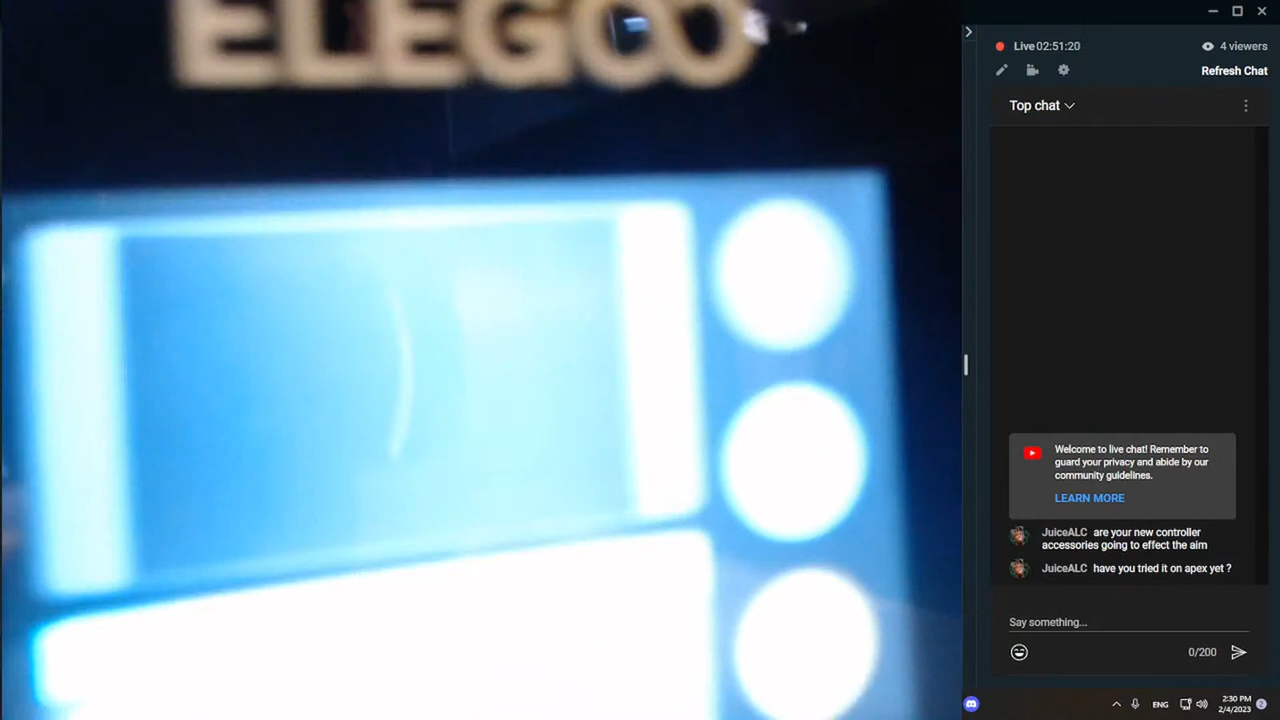 ELEGOO
Live 02:51:20
4 viewers
Refresh Chat
Top chat
Welcome to live chat! Remember to
guard your privacy and abide by our
community guidelines.
LEARN MORE
JuiceALC are your new controller
accessories going to effect the aim
JuiceALC have you tried it on apex yet ?
Say something...
0/200
ENG
2:30 PM
2/4/2023
2